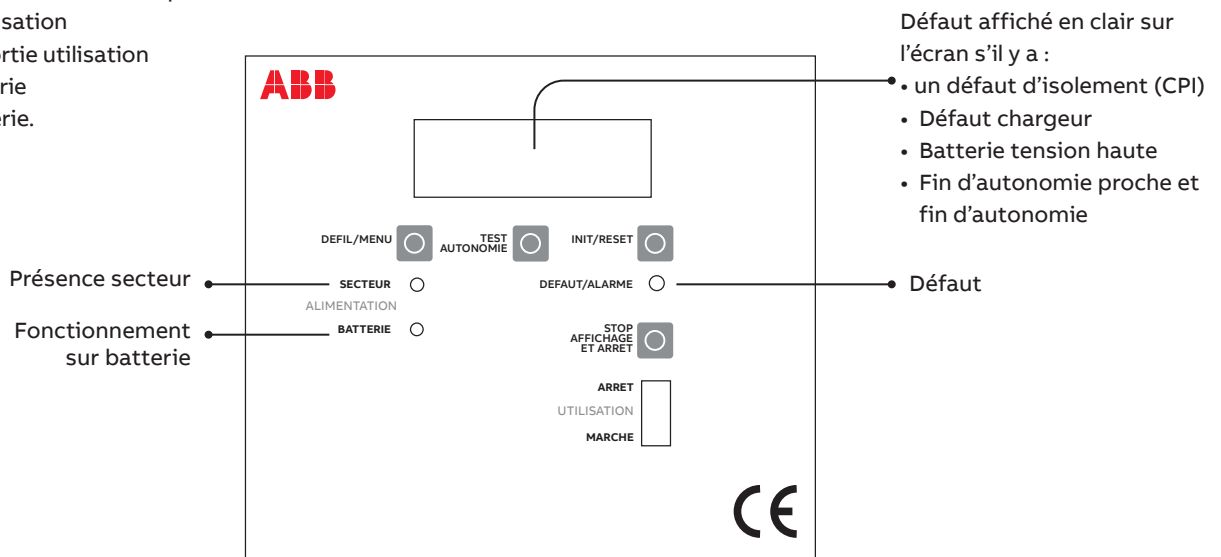 isation
rtie utilisation
rie
érie.
Défaut affiché en clair sur
l’écran s’il y a :
• un défaut d’isolement (CPI)
• Défaut chargeur
• Batterie tension haute
• Fin d’autonomie proche et
fin d’autonomie
ABB
DEFIL/MENU
TEST
AUTONOMIE
INIT/RESET
Présence secteur
SECTEUR
DEFAUT/ALARME
Défaut
ALIMENTATION
Fonctionnement
sur batterie
BATTERIE
STOP
AFFICHAGE
ET ARRET
ARRET
UTILISATION
MARCHE
CE